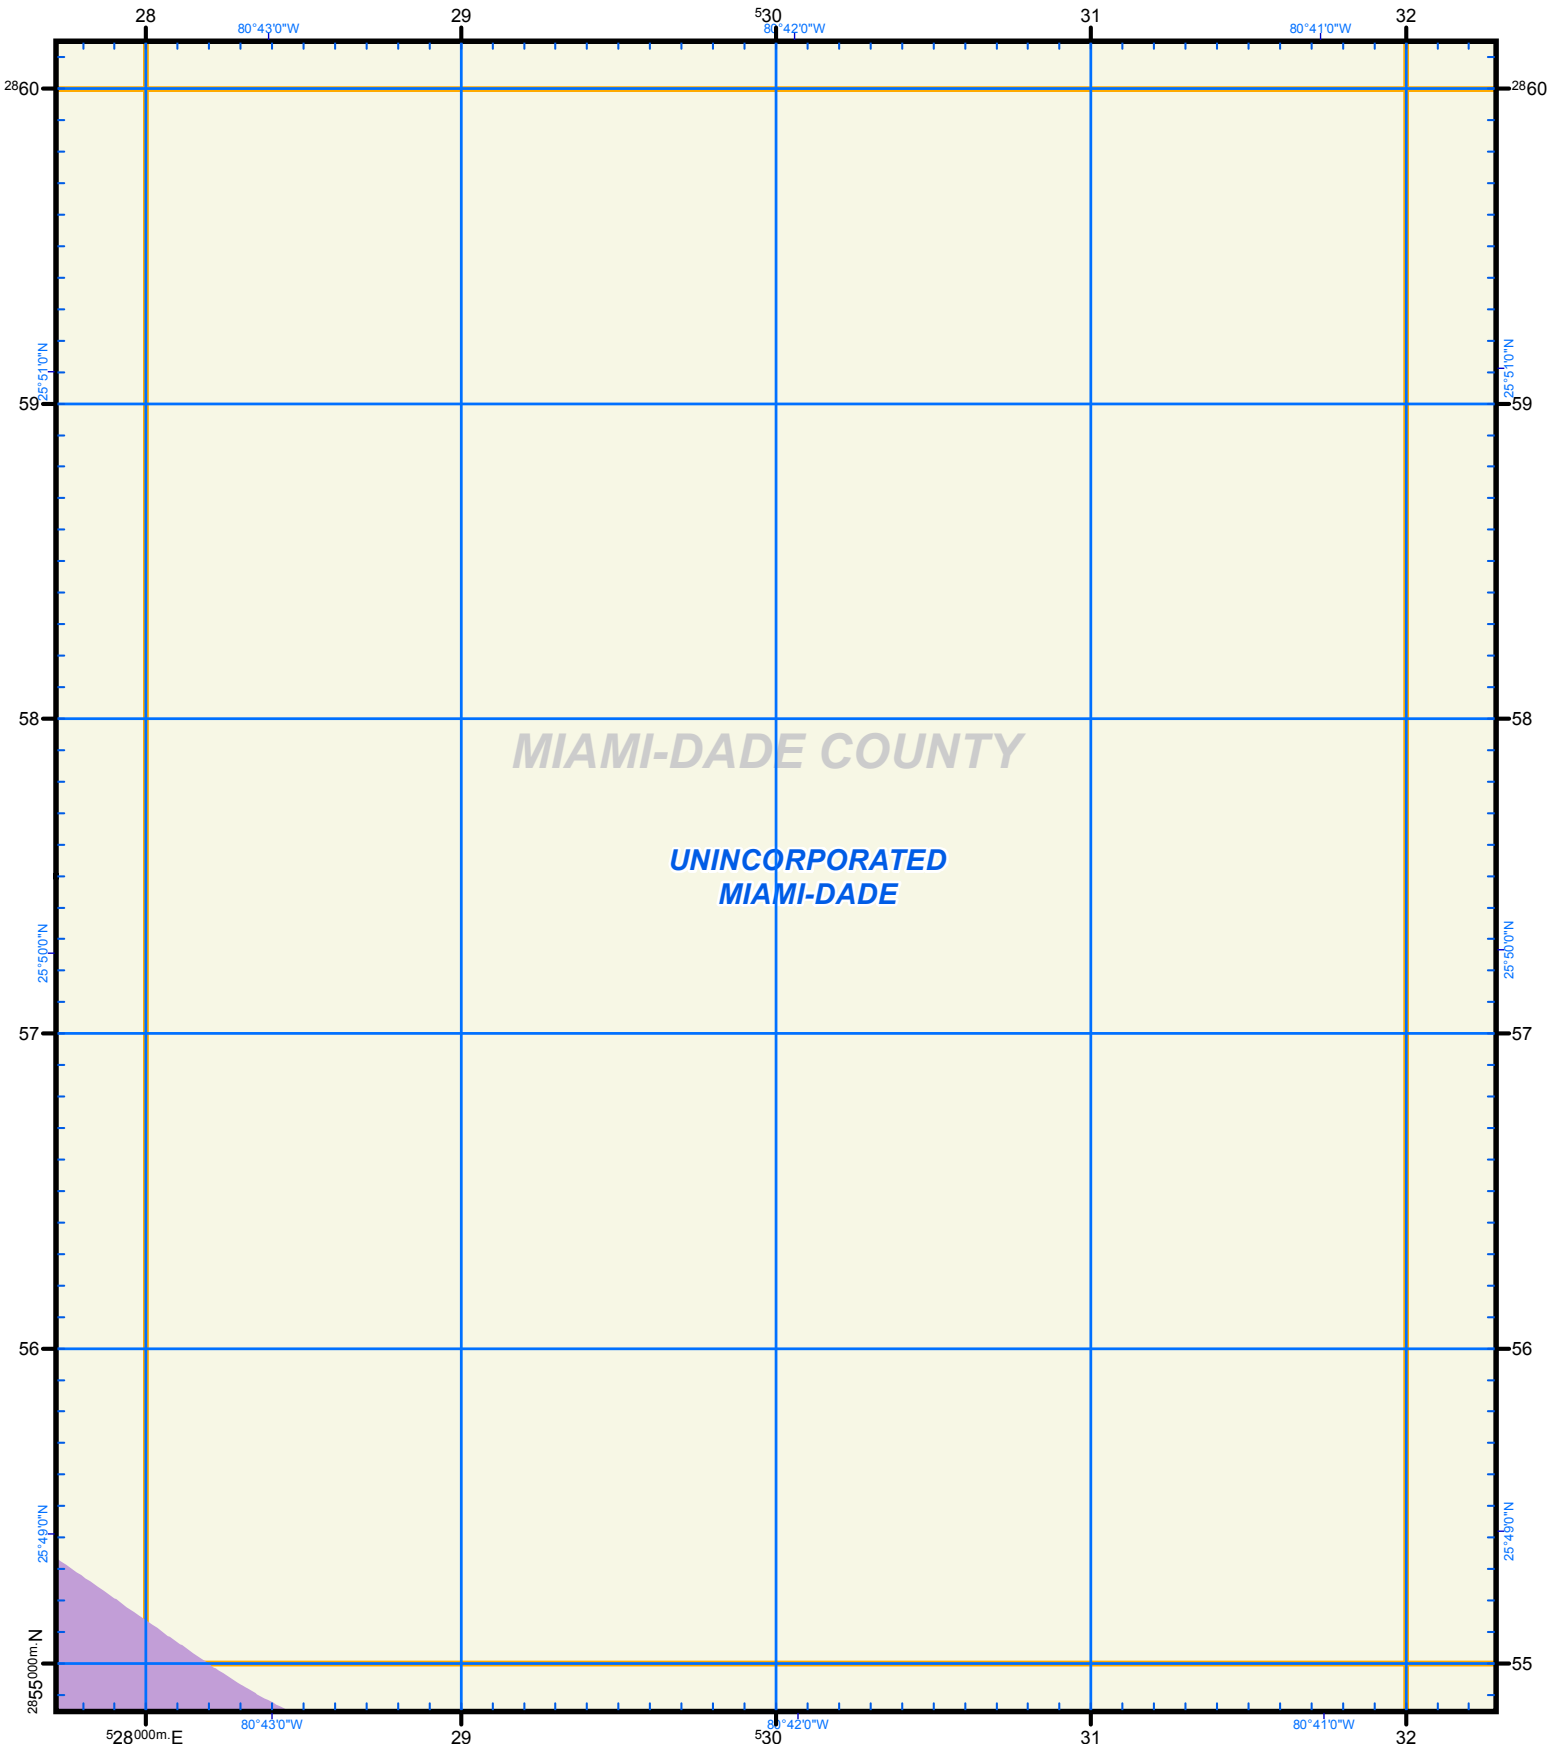 28 29 530 31 32
80°43'0"W 80°42'0"W 80°41'0"W
2860 2860
25°51'0"N 25°51'0"N
59 59
58 58
MIAMI-DADE COUNTY
UNINCORPORATED
MIAMI-DADE
25°50'0"N 25°50'0"N
57 57
56 56
25°49'0"N 25°49'0"N
2855000m.N 55
80°43'0"W 80°42'0"W 80°41'0"W
528000m.E 29 530 31 32